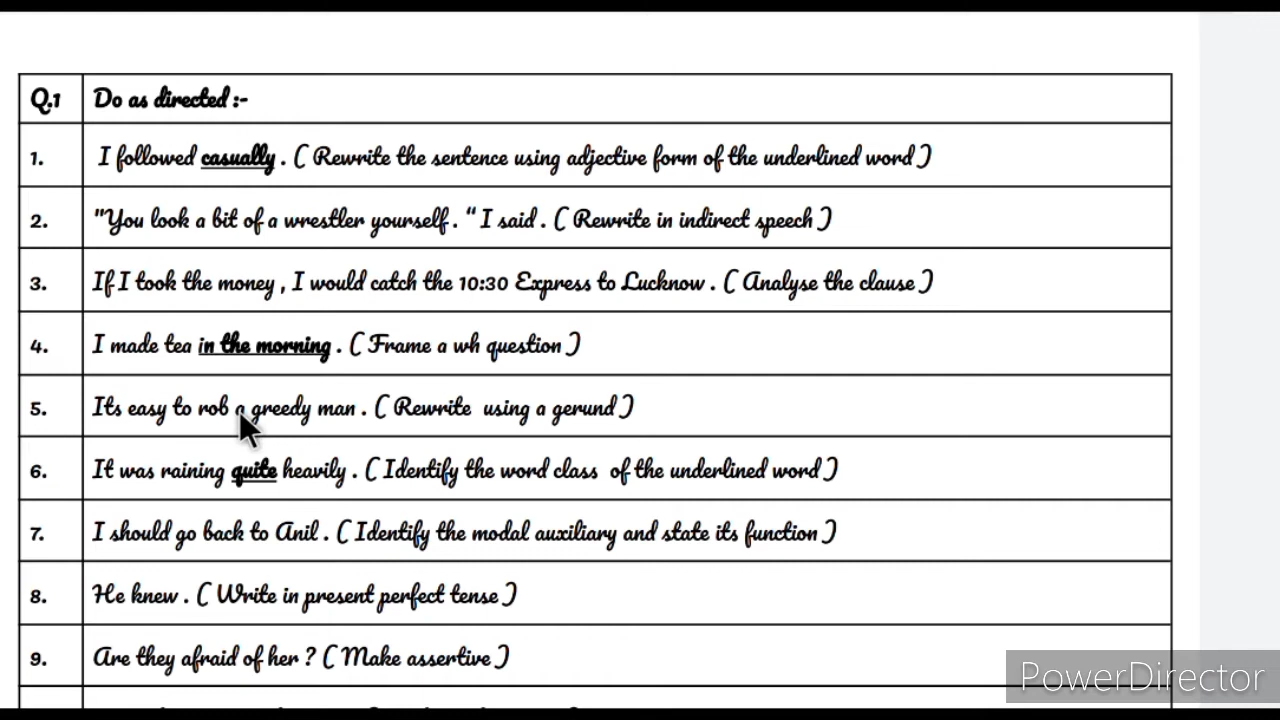 Q.1 Do as directed :-
1. I followed casually . ( Rewrite the sentence using adjective form of the underlined word )
2. "You look a bit of a wrestler yourself . “ I said . ( Rewrite in indirect speech )
3. If I took the money , I would catch the 10:30 Express to Lucknow . ( Analyse the clause )
4. I made tea in the morning . ( Frame a wh question )
5. Its easy to rob a greedy man . ( Rewrite using a gerund )
6. It was raining quite heavily . ( Identify the word class of the underlined word )
7. I should go back to Anil . ( Identify the modal auxiliary and state its function )
8. He knew . ( Write in present perfect tense )
9. Are they afraid of her ? ( Make assertive )
PowerDirector